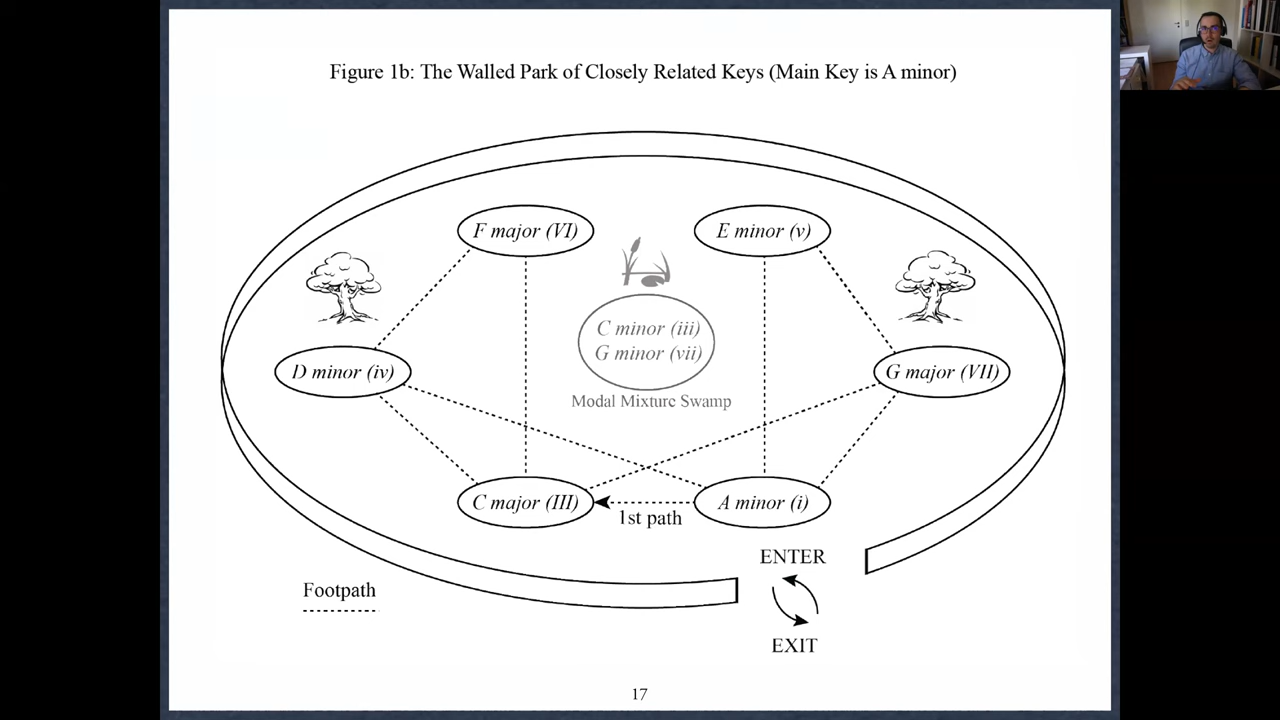 Figure 1b: The Walled Park of Closely Related Keys (Main Key is A minor)
F major (VI)
E minor (v)
C minor (iii)
G minor (vii)
D minor (iv)
G major (VII)
Modal Mixture Swamp
C major (III)
A minor (i)
1st path
ENTER
Footpath
EXIT
17